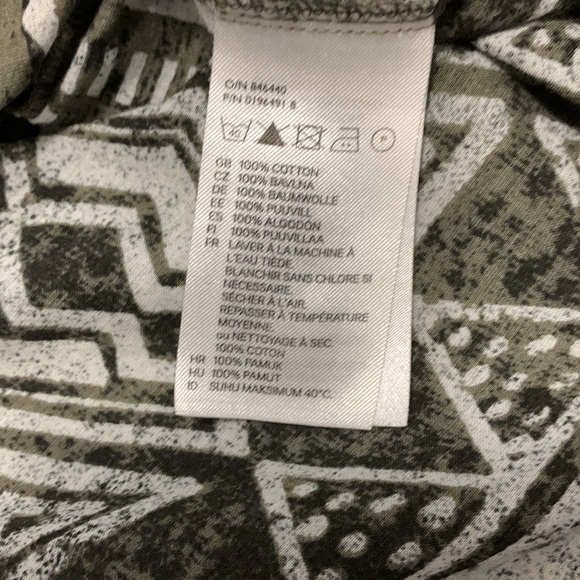 O/N 846440
P/N 0196491 8
40
GB 100% COTTON
CZ 100% BAVLNA
DE 100% BAUMWOLLE
EE 100% PUUVILL
ES 100% ALGODÓN
FI 100% PUUVILLAA
FR LAVER À LA MACHINE À
L'EAU TIÈDE
BLANCHIR SANS CHLORE SI
NECESSAIRE
SÉCHER À L'AIR.
REPASSER À TEMPÉRATURE
MOYENNE.
ou NETTOYAGE À SEC.
100% COTON
HR 100% PAMUK
HU 100% PAMUT
ID SUHU MAKSIMUM 40°C.